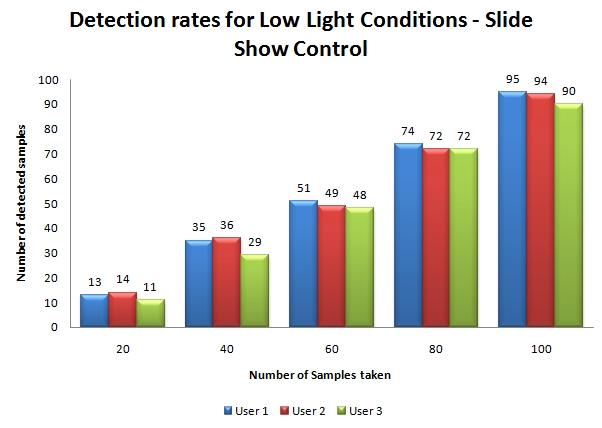 Detection rates for Low Light Conditions - Slide
Show Control
Number of detected samples
100
90
80
70
60
50
40
30
20
10
0
13 14 11
35 36 29
51 49 48
74 72 72
95 94 90
20 40 60 80 100
Number of Samples taken
User 1 User 2 User 3